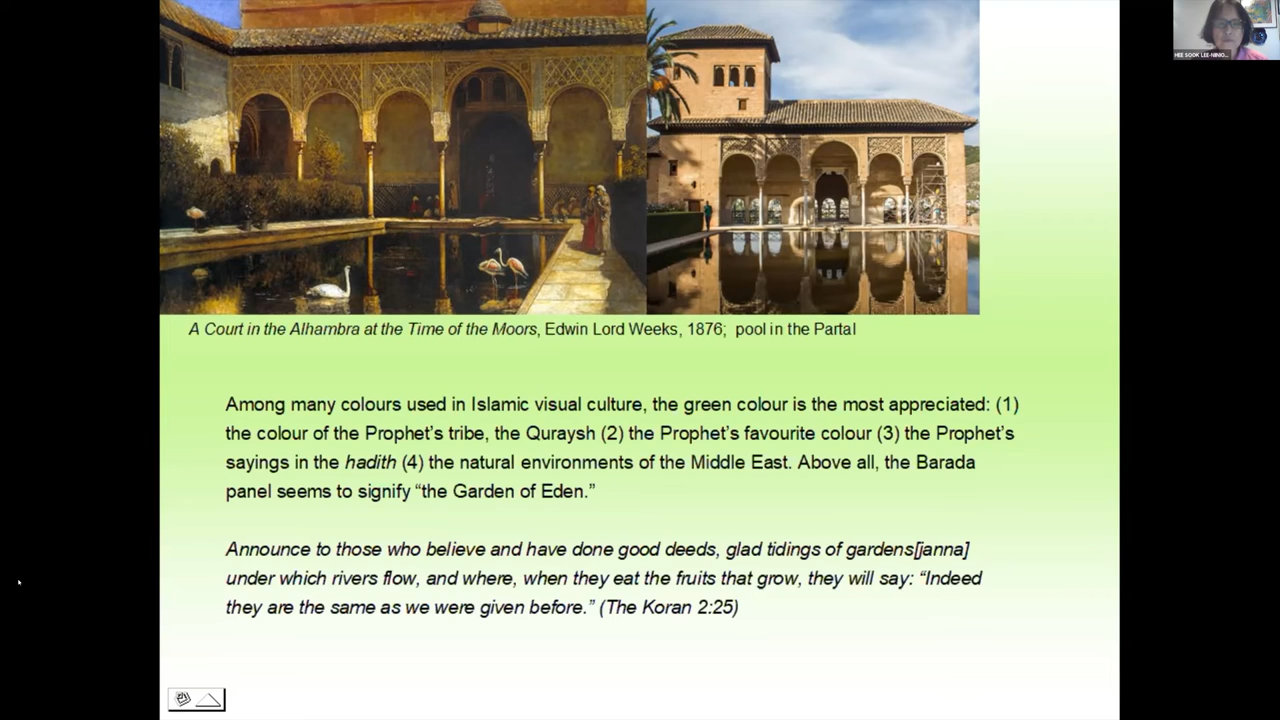 HEE SOOK LEE-NINIO...
A Court in the Alhambra at the Time of the Moors, Edwin Lord Weeks, 1876;  pool in the Partal
Among many colours used in Islamic visual culture, the green colour is the most appreciated: (1)
the colour of the Prophet's tribe, the Quraysh (2) the Prophet's favourite colour (3) the Prophet's
sayings in the hadith (4) the natural environments of the Middle East. Above all, the Barada
panel seems to signify “the Garden of Eden.”
Announce to those who believe and have done good deeds, glad tidings of gardens[janna]
under which rivers flow, and where, when they eat the fruits that grow, they will say: “Indeed
they are the same as we were given before.” (The Koran 2:25)